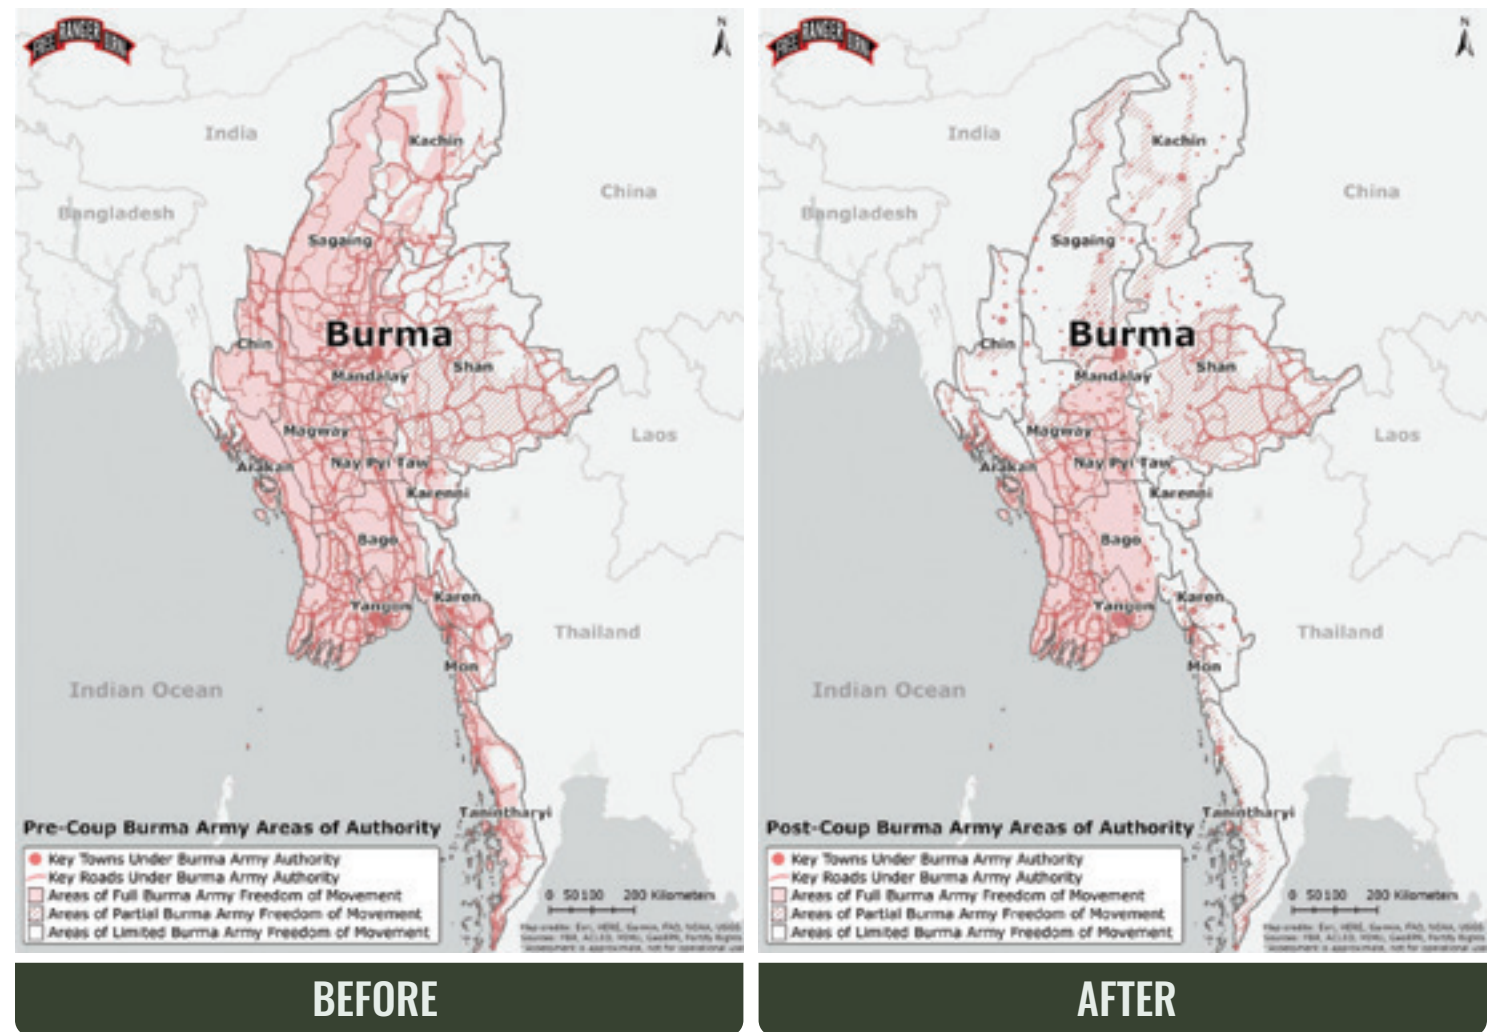 FREE RANGER BURMA
N
India
Kachin
China
Bangladesh
Sagaing
Burma
Chin
Shan
Mandalay
Magway
Laos
Nay Pyi Taw
Arakan
Karenni
Bago
Karen
Yangon
Thailand
Mon
Indian Ocean
Tanintharyi
Pre-Coup Burma Army Areas of Authority
Key Towns Under Burma Army Authority
Key Roads Under Burma Army Authority
Areas of Full Burma Army Freedom of Movement
Areas of Partial Burma Army Freedom of Movement
Areas of Limited Burma Army Freedom of Movement
0 50 100 200 Kilometers
BEFORE
FREE RANGER BURMA
N
India
Kachin
China
Bangladesh
Sagaing
Burma
Chin
Shan
Mandalay
Magway
Laos
Nay Pyi Taw
Arakan
Karenni
Bago
Karen
Yangon
Thailand
Mon
Indian Ocean
Tanintharyi
Post-Coup Burma Army Areas of Authority
Key Towns Under Burma Army Authority
Key Roads Under Burma Army Authority
Areas of Full Burma Army Freedom of Movement
Areas of Partial Burma Army Freedom of Movement
Areas of Limited Burma Army Freedom of Movement
0 50 100 200 Kilometers
AFTER